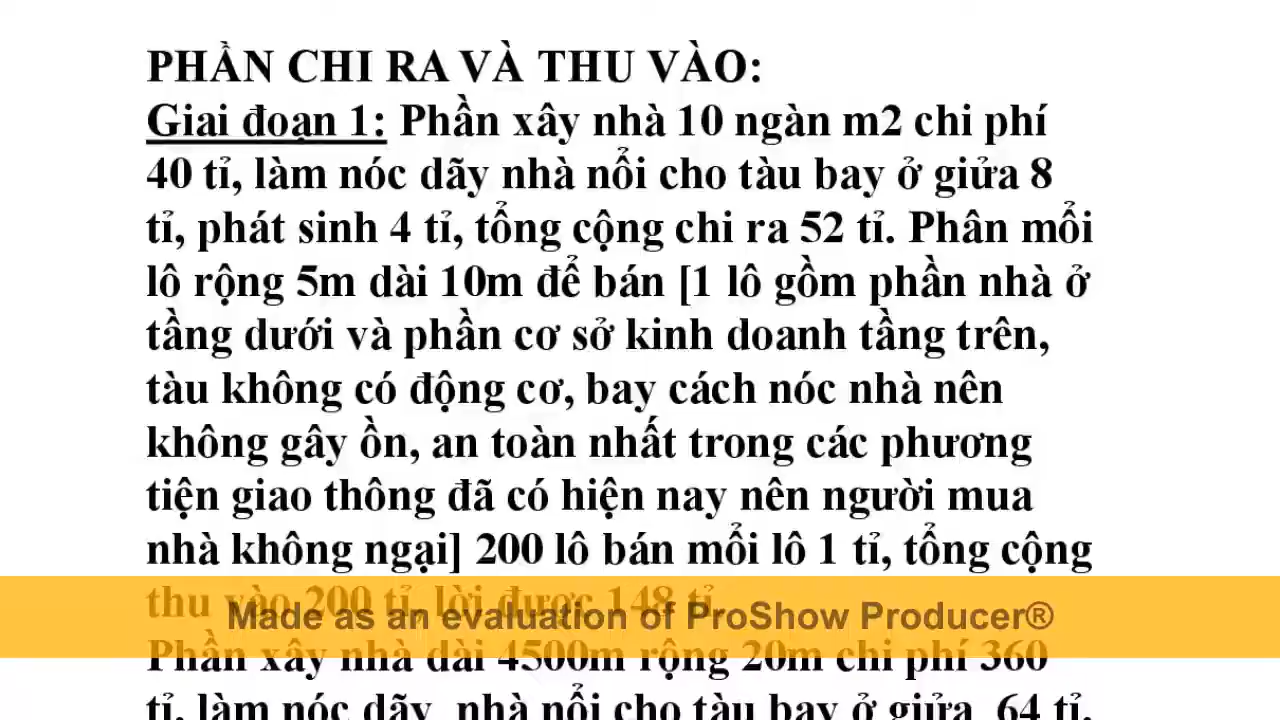 PHẦN CHI RA VÀ THU VÀO:
Giai đoạn 1: Phần xây nhà 10 ngàn m2 chi phí
40 tỉ, làm nóc dãy nhà nổi cho tàu bay ở giửa 8
tỉ, phát sinh 4 tỉ, tổng cộng chi ra 52 tỉ. Phân mổi
lô rộng 5m dài 10m để bán [1 lô gồm phần nhà ở
tầng dưới và phần cơ sở kinh doanh tầng trên,
tàu không có động cơ, bay cách nóc nhà nên
không gây ồn, an toàn nhất trong các phương
tiện giao thông đã có hiện nay nên người mua
nhà không ngại] 200 lô bán mổi lô 1 tỉ, tổng cộng
thu vào 200 tỉ, lời được 148 tỉ.
Made as an evaluation of ProShow Producer®
Phần xây nhà dài 4500m rộng 20m chi phí 360
tỉ, làm nóc dãy nhà nổi cho tàu bay ở giửa 64 tỉ,